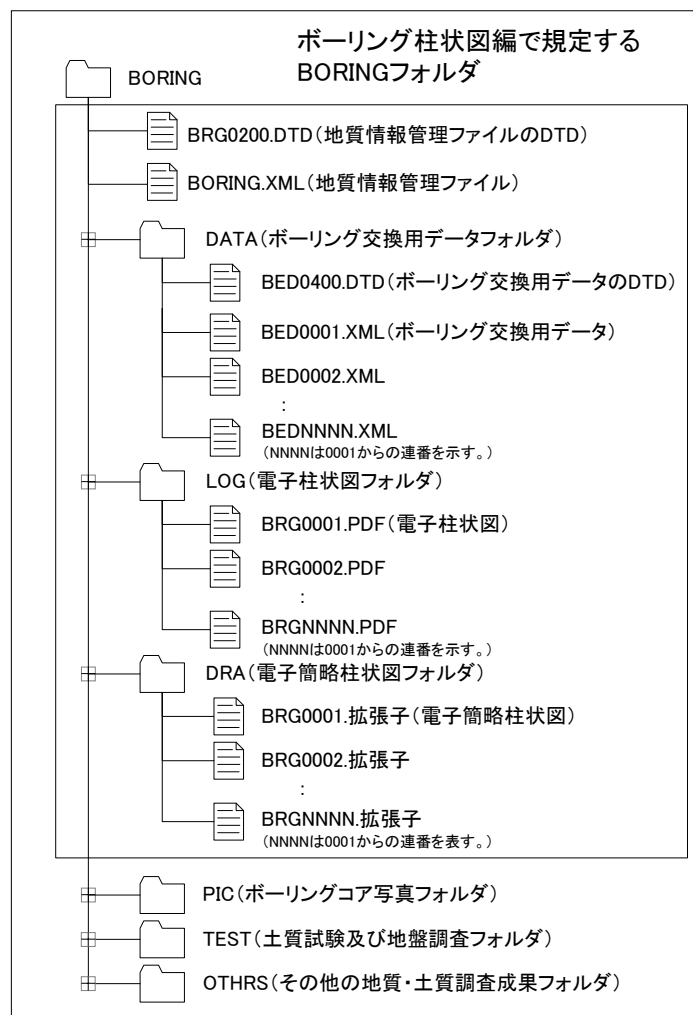 ボーリング柱状図編で規定する
BORINGフォルダ
BORING
BRG0200.DTD(地質情報管理ファイルのDTD)
BORING.XML(地質情報管理ファイル)
DATA(ボーリング交換用データフォルダ)
BED0400.DTD(ボーリング交換用データのDTD)
BED0001.XML(ボーリング交換用データ)
BED0002.XML
:
BEDNNNN.XML
(NNNNは0001からの連番を示す。)
LOG(電子柱状図フォルダ)
BRG0001.PDF(電子柱状図)
BRG0002.PDF
:
BRGNNNN.PDF
(NNNNは0001からの連番を示す。)
DRA(電子簡略柱状図フォルダ)
BRG0001.拡張子(電子簡略柱状図)
BRG0002.拡張子
:
BRGNNNN.拡張子
(NNNNは0001からの連番を表す。)
PIC(ボーリングコア写真フォルダ)
TEST(土質試験及び地盤調査フォルダ)
OTHRS(その他の地質・土質調査成果フォルダ)